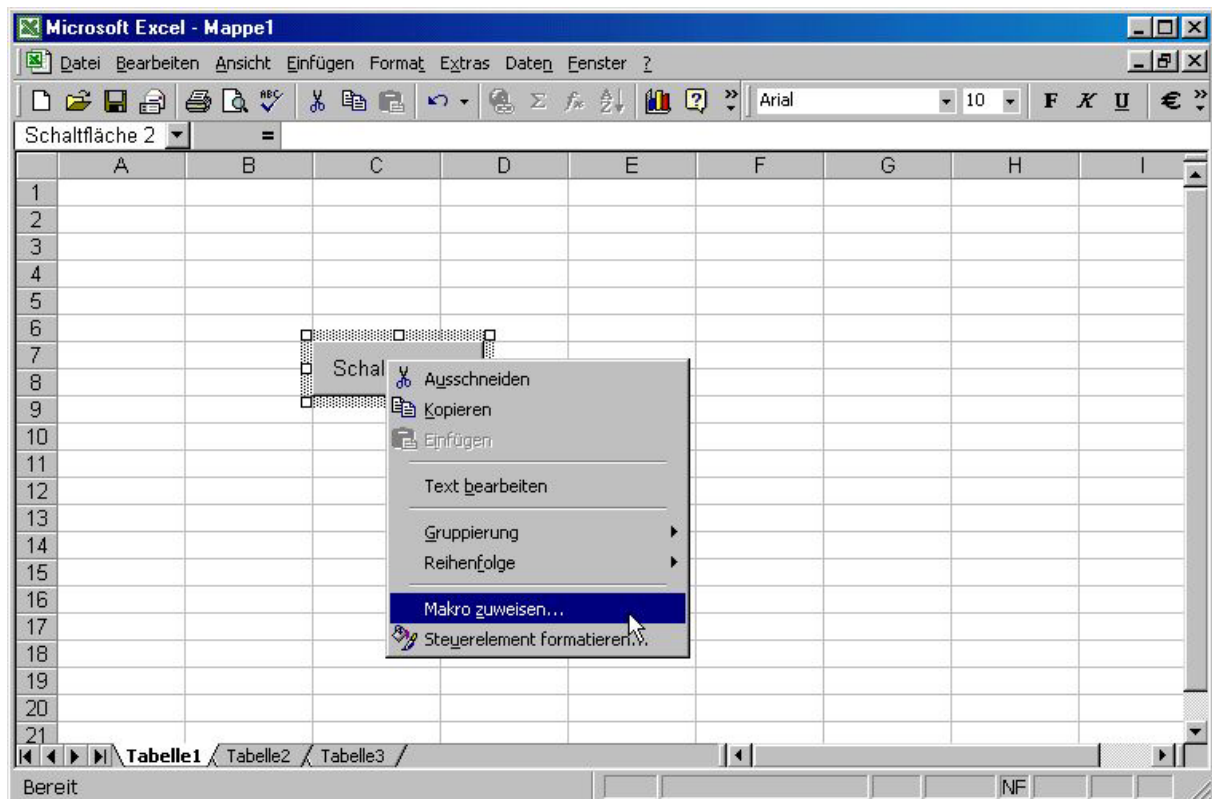 Microsoft Excel - Mappe1
Datei Bearbeiten Ansicht Einfügen Format Extras Daten Fenster ?
ABC Arial 10 F K U €
Schaltfläche 2 =
A B C D E F G H I
1
2
3
4
5
6
7
Schal
8
Ausschneiden
9
Kopieren
10
Einfügen
11
12
Text bearbeiten
13
14
Gruppierung
15
Reihenfolge
16
Makro zuweisen...
17
Steuerelement formatieren...
18
19
20
21
Tabelle1 Tabelle2 Tabelle3
Bereit NF